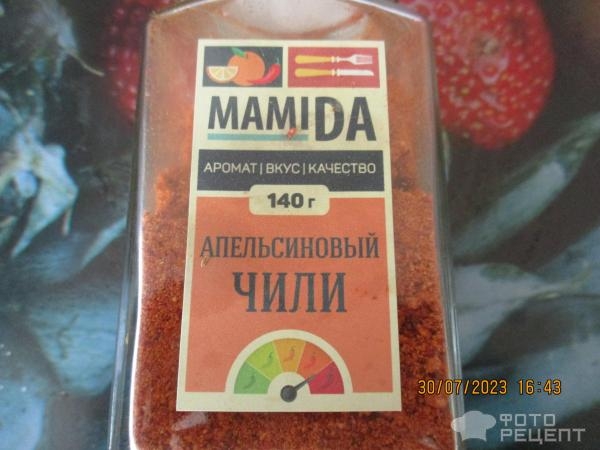 MAMIDA
АРОМАТ|ВКУС|КАЧЕСТВО
140 г
АПЕЛЬСИНОВЫЙ
ЧИЛИ
30/07/2023 16:43
ФОТО
РЕЦЕПТ